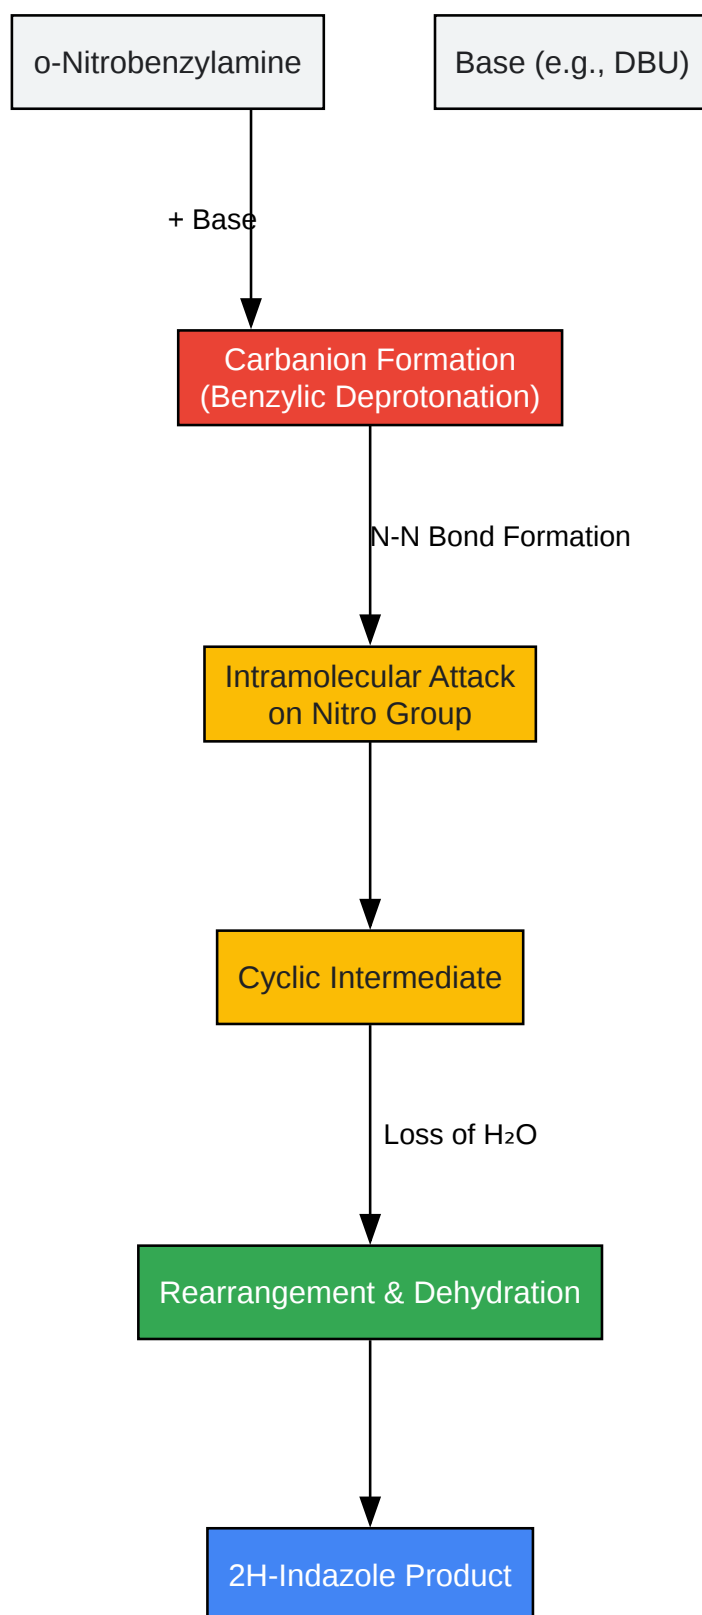 o-Nitrobenzylamine
Base (e.g., DBU)
+ Base
Carbanion Formation
(Benzylic Deprotonation)
N-N Bond Formation
Intramolecular Attack
on Nitro Group
Cyclic Intermediate
Loss of H₂O
Rearrangement & Dehydration
2H-Indazole Product